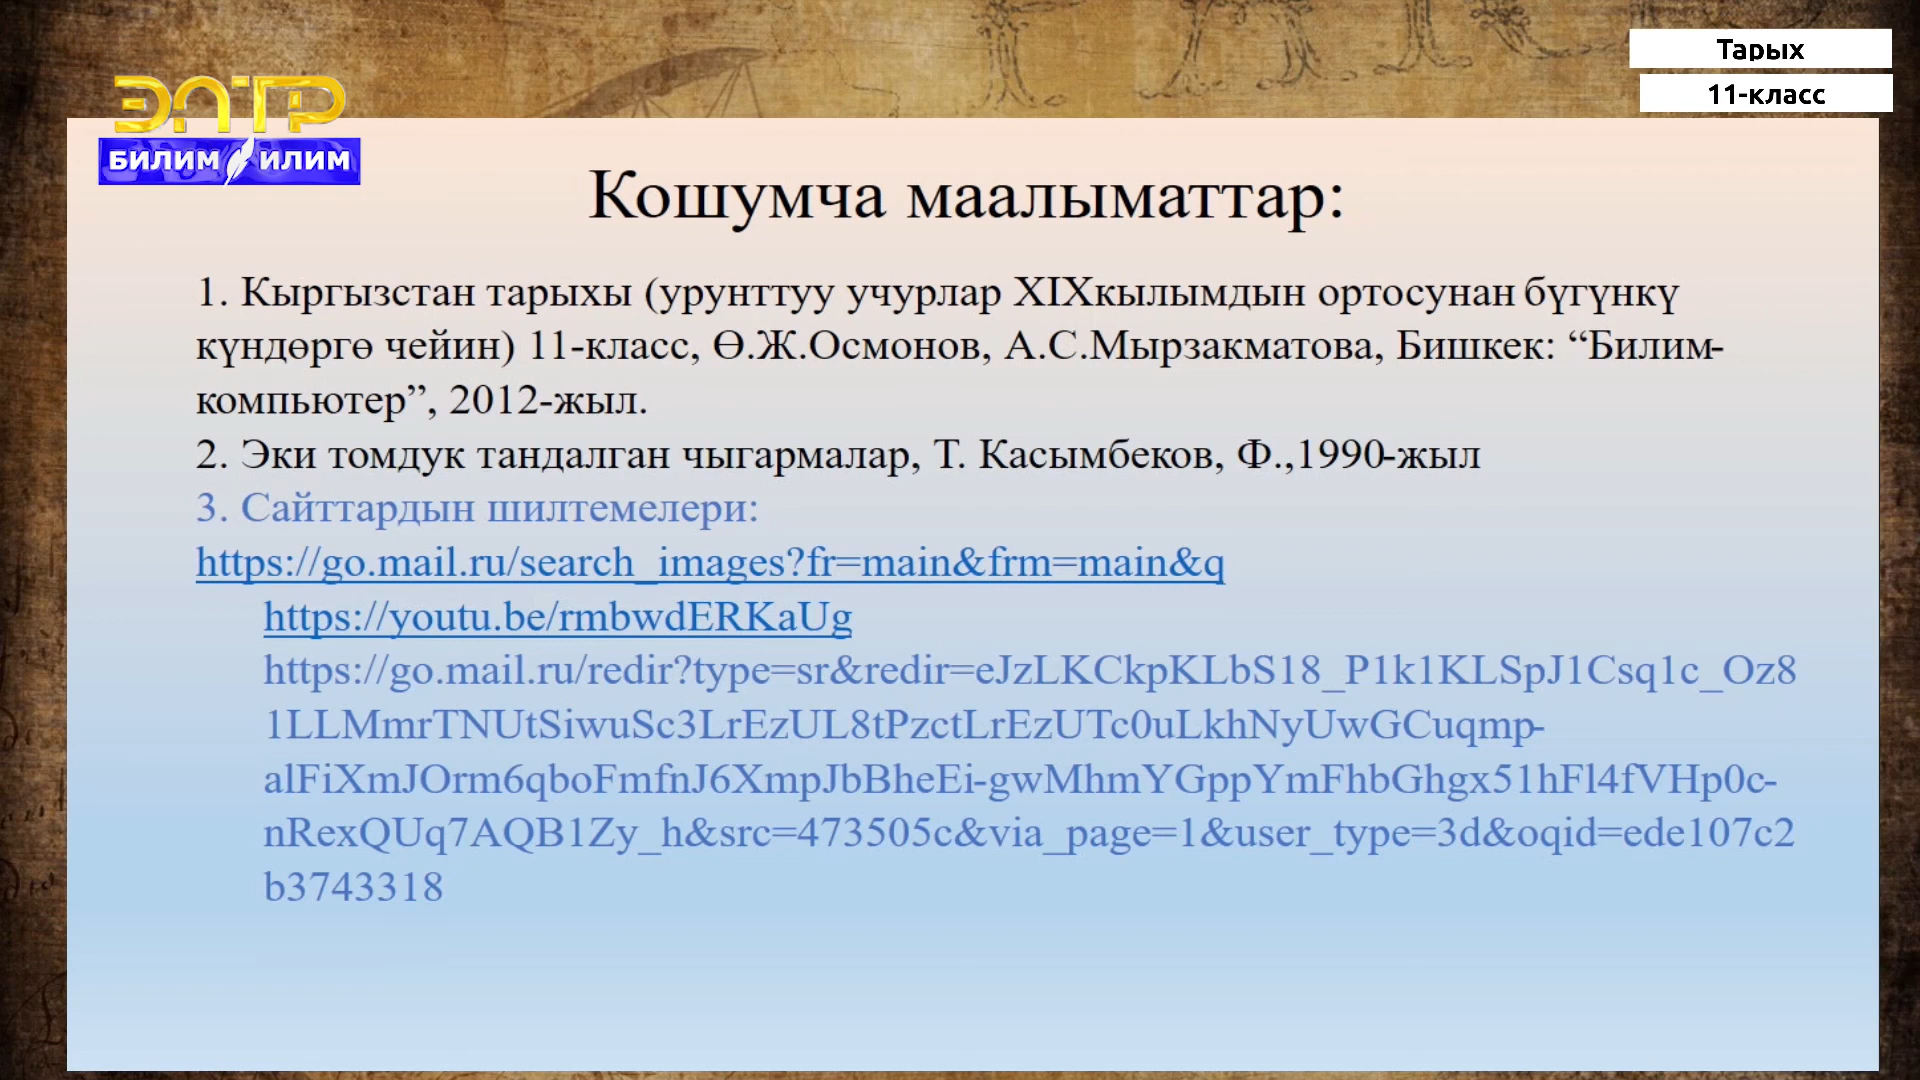 Тарых
11-класс
ЭЛТР
БИЛИМ ИЛИМ
Кошумча маалыматтар:
1. Кыргызстан тарыхы (урунттуу учурлар XIXкылымдын ортосунан бүгүнкү
күндөргө чейин) 11-класс, Ө.Ж.Осмонов, А.С.Мырзакматова, Бишкек: “Билим-
компьютер”, 2012-жыл.
2. Эки томдук тандалган чыгармалар, Т. Касымбеков, Ф.,1990-жыл
3. Сайттардын шилтемелери:
https://go.mail.ru/search_images?fr=main&frm=main&q
https://youtu.be/rmbwdERKaUg
https://go.mail.ru/redir?type=sr&redir=eJzLKCkpKLbS18_P1k1KLSpJ1Csq1c_Oz8
1LLMmrTNUtSiwuSc3LrEzUL8tPzctLrEzUTc0uLkhNyUwGCuqmp-
alFiXmJOrm6qboFmfnJ6XmpJbBheEi-gwMhmYGppYmFhbGhgx51hFl4fVHp0c-
nRexQUq7AQB1Zy_h&src=473505c&via_page=1&user_type=3d&oqid=ede107c2
b3743318